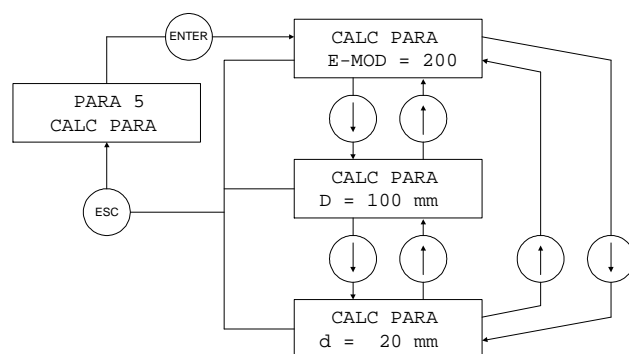 ENTER
CALC PARA
E-MOD = 200
PARA 5
CALC PARA
CALC PARA
D = 100 mm
ESC
CALC PARA
d = 20 mm